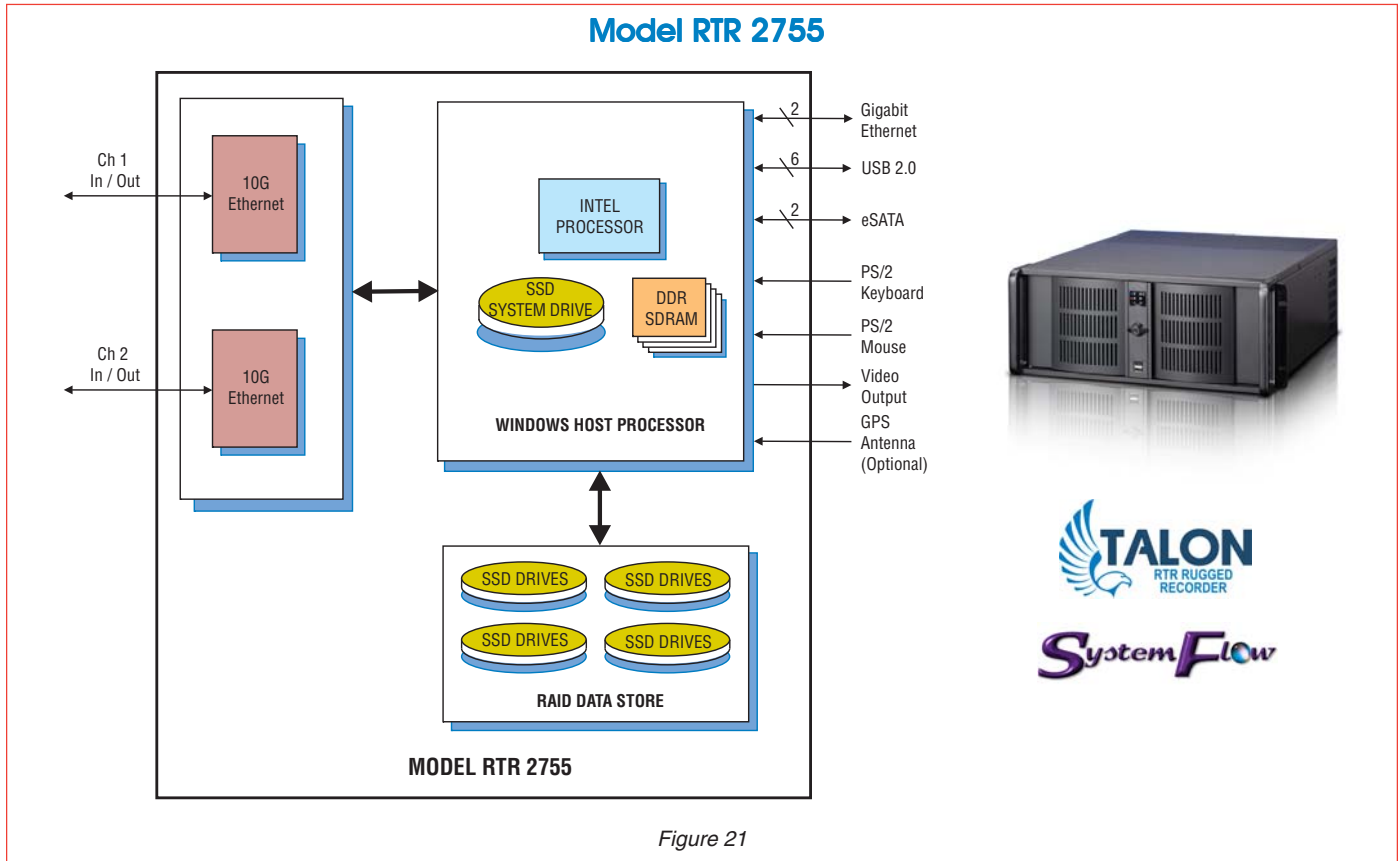 Model RTR 2755
Ch 1
In / Out
10G
Ethernet
Ch 2
In / Out
10G
Ethernet
INTEL
PROCESSOR
SSD
SYSTEM DRIVE
DDR
SDRAM
WINDOWS HOST PROCESSOR
2
Gigabit
Ethernet
6
USB 2.0
2
eSATA
PS/2
Keyboard
PS/2
Mouse
Video
Output
GPS
Antenna
(Optional)
SSD DRIVES
SSD DRIVES
SSD DRIVES
SSD DRIVES
RAID DATA STORE
MODEL RTR 2755
TALON
RTR RUGGED
RECORDER
SystemFlow
Figure 21